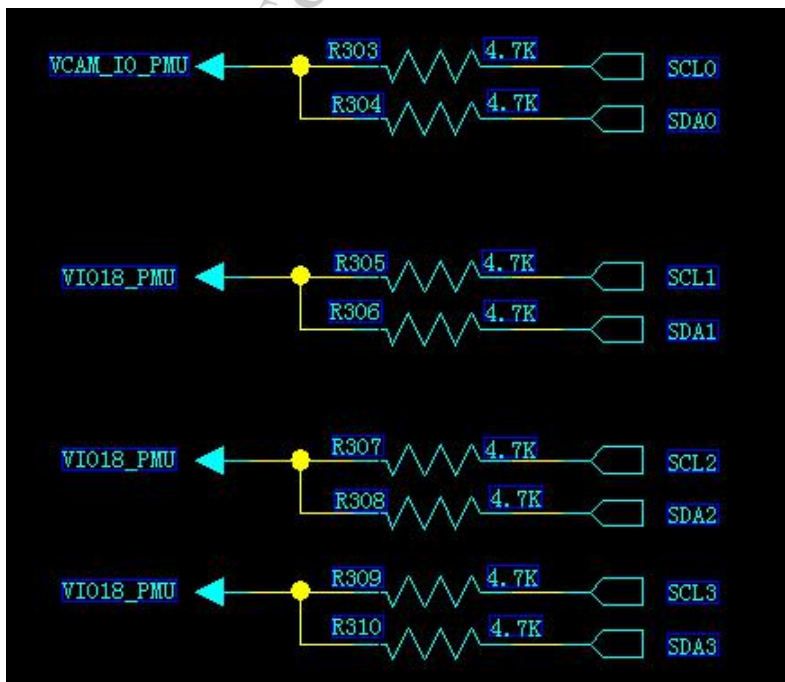 R303 4.7K
VCAM_IO_PMU SCL0
R304 4.7K
SDA0
R305 4.7K
VIO18_PMU SCL1
R306 4.7K
SDA1
R307 4.7K
VIO18_PMU SCL2
R308 4.7K
SDA2
R309 4.7K
VIO18_PMU SCL3
R310 4.7K
SDA3